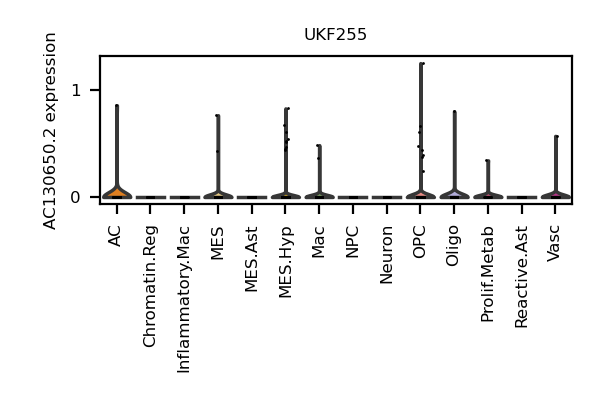 UKF255
AC130650.2 expression
1
0
AC
Chromatin.Reg
Inflammatory.Mac
MES
MES.Ast
MES.Hyp
Mac
NPC
Neuron
OPC
Oligo
Prolif.Metab
Reactive.Ast
Vasc